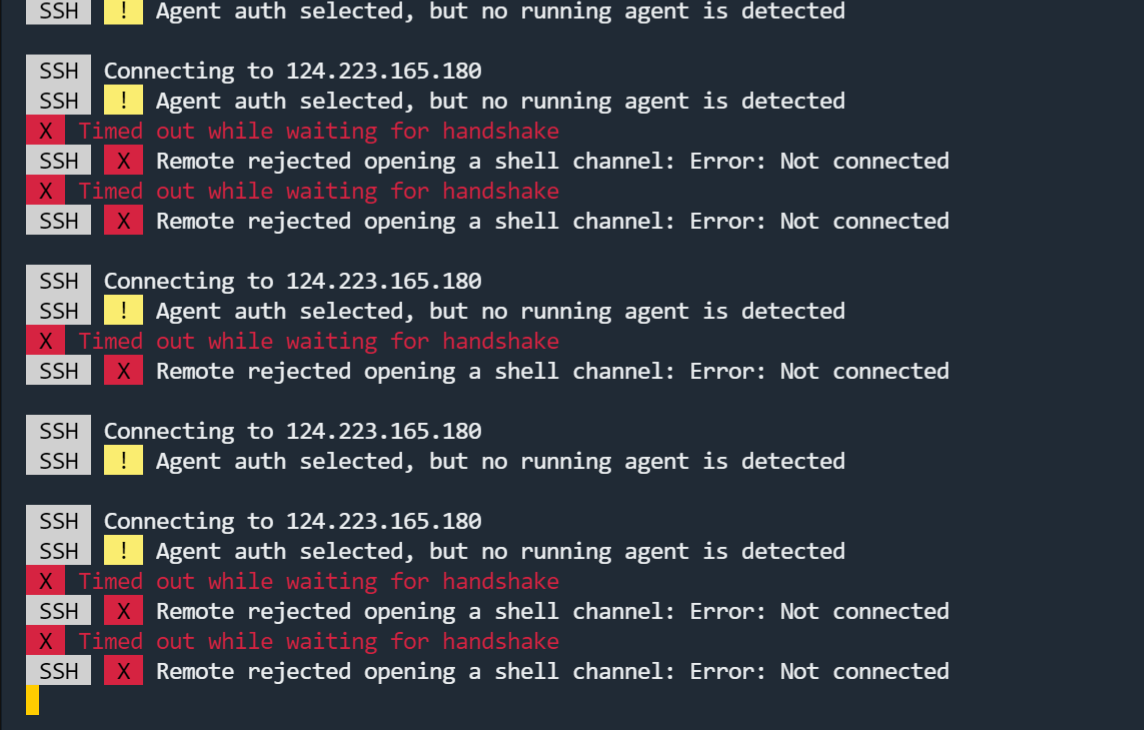 SSH ! Agent auth selected, but no running agent is detected
SSH Connecting to 124.223.165.180
SSH ! Agent auth selected, but no running agent is detected
X Timed out while waiting for handshake
SSH X Remote rejected opening a shell channel: Error: Not connected
X Timed out while waiting for handshake
SSH X Remote rejected opening a shell channel: Error: Not connected
SSH Connecting to 124.223.165.180
SSH ! Agent auth selected, but no running agent is detected
X Timed out while waiting for handshake
SSH X Remote rejected opening a shell channel: Error: Not connected
SSH Connecting to 124.223.165.180
SSH ! Agent auth selected, but no running agent is detected
SSH Connecting to 124.223.165.180
SSH ! Agent auth selected, but no running agent is detected
X Timed out while waiting for handshake
SSH X Remote rejected opening a shell channel: Error: Not connected
X Timed out while waiting for handshake
SSH X Remote rejected opening a shell channel: Error: Not connected